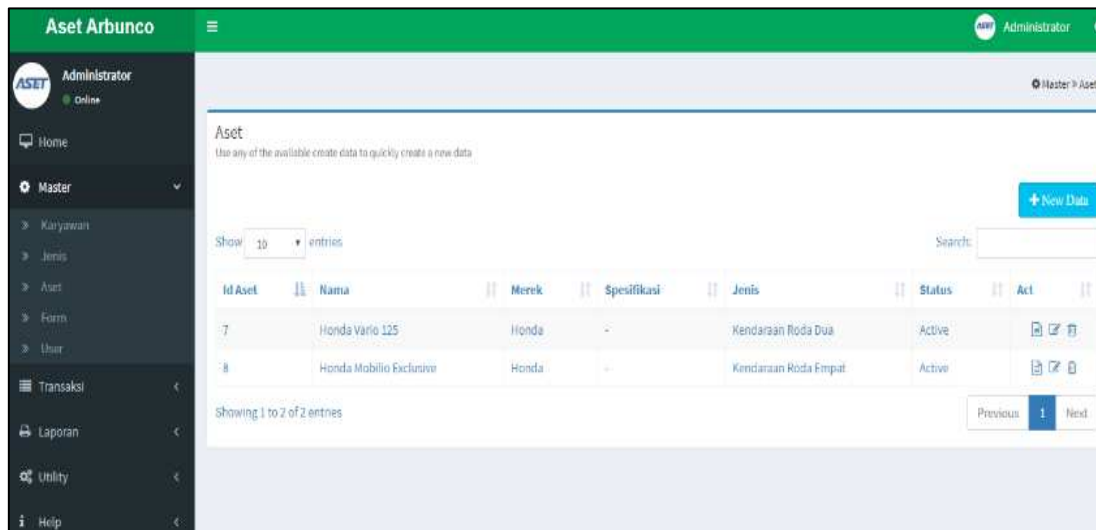 Aset Arbunco
ASET Administrator
ASET
Administrator
Online
Master > Aset
Home
Master
Karyawan
Jenis
Aset
Form
User
Transaksi
Laporan
Utility
Help
Aset
Use any of the available create data to quickly create a new data
+ New Data
Show 10 entries
Search:
Id Aset Nama Merek Spesifikasi Jenis Status Act
7 Honda Vario 125 Honda - Kendaraan Roda Dua Active
8 Honda Mobilio Exclusive Honda - Kendaraan Roda Empat Active
Showing 1 to 2 of 2 entries
Previous 1 Next